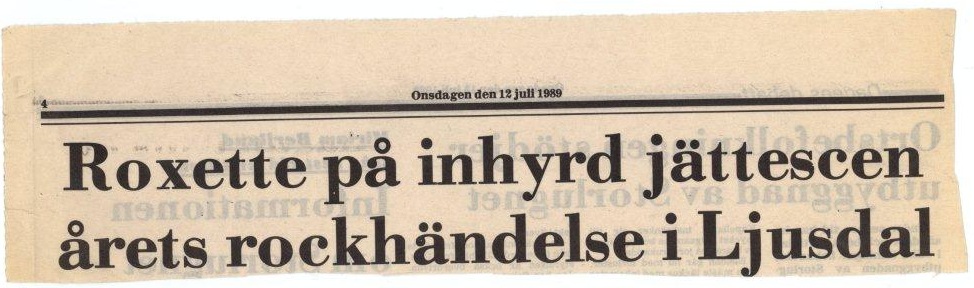 Onsdagen den 12 juli 1989
4
Roxette på inhyrd jättescen
årets rockhändelse i Ljusdal